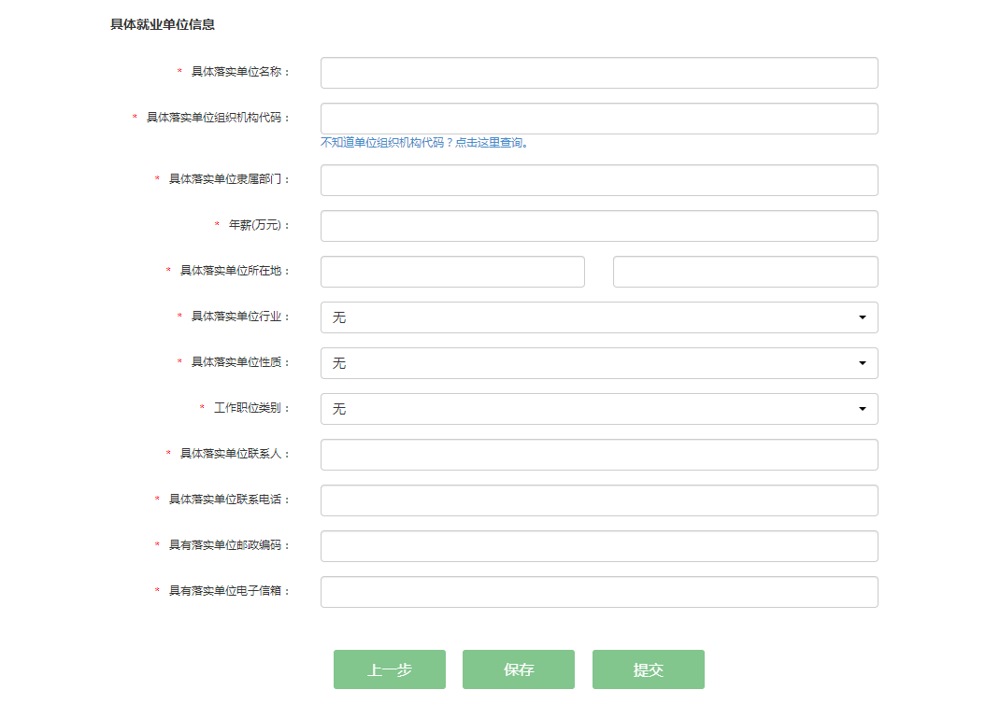 具体就业单位信息
* 具体落实单位名称：
* 具体落实单位组织机构代码：
不知道单位组织机构代码？点击这里查询。
* 具体落实单位隶属部门：
* 年薪(万元)：
* 具体落实单位所在地：
* 具体落实单位行业： 无
* 具体落实单位性质： 无
* 工作职位类别： 无
* 具体落实单位联系人：
* 具体落实单位联系电话：
* 具有落实单位邮政编码：
* 具有落实单位电子信箱：
上一步 保存 提交